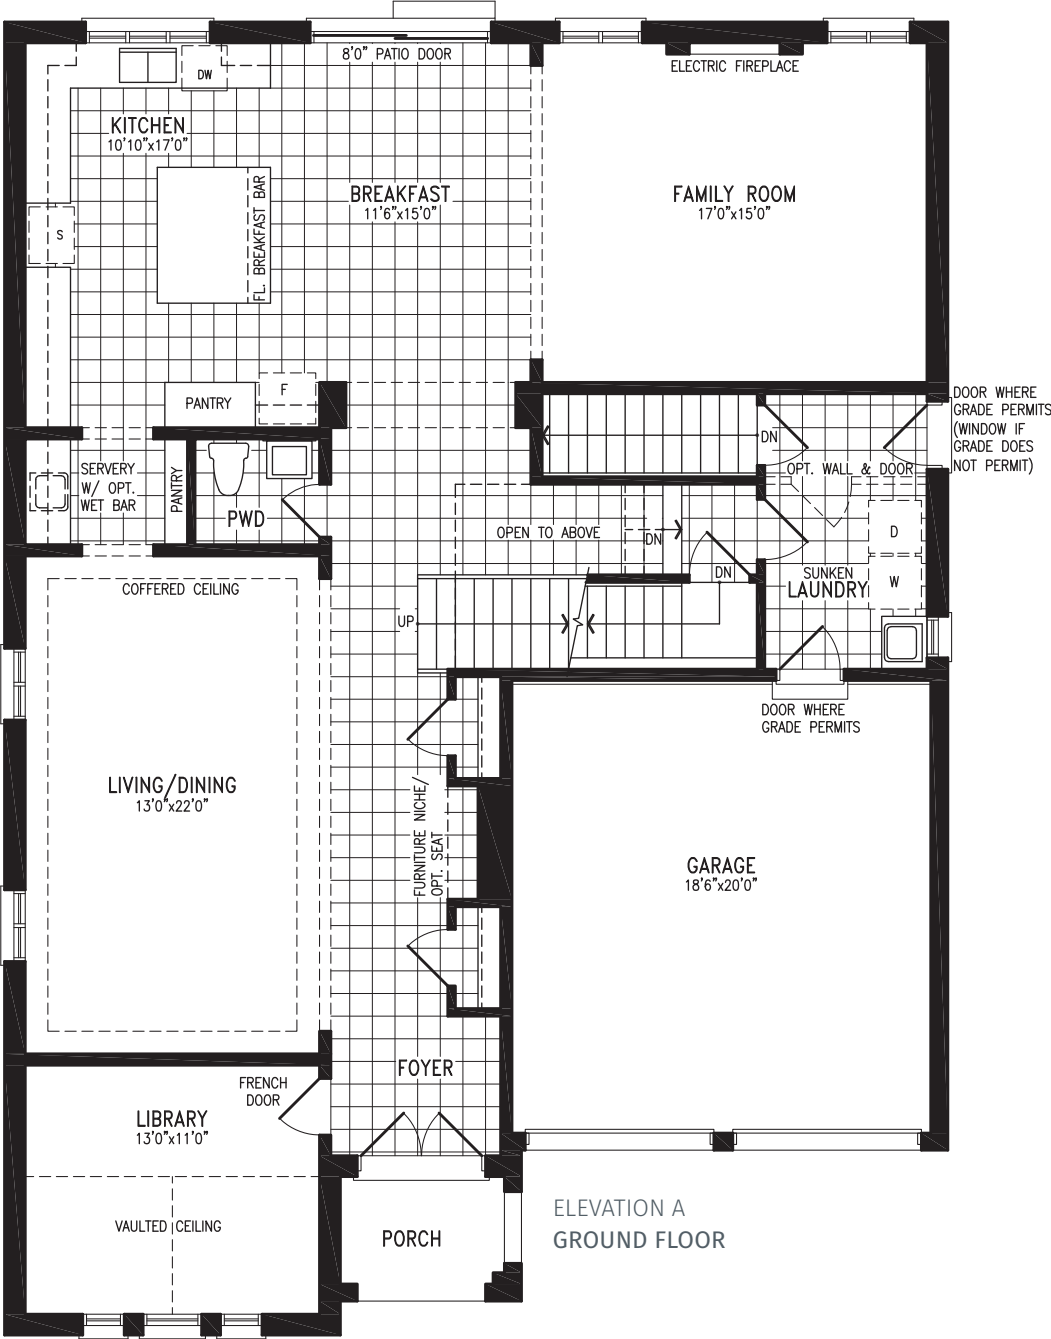 8'0" PATIO DOOR
ELECTRIC FIREPLACE
DW
KITCHEN
10'10"x17'0"
BREAKFAST
11'6"x15'0"
FAMILY ROOM
17'0"x15'0"
S
FL. BREAKFAST BAR
PANTRY
F
DOOR WHERE
GRADE PERMITS
(WINDOW IF
GRADE DOES
NOT PERMIT)
DN
OPT. WALL & DOOR
SERVERY
W/ OPT.
WET BAR
PANTRY
PWD
OPEN TO ABOVE
DN
D
DN
SUNKEN
LAUNDRY
W
COFFERED CEILING
UP
DOOR WHERE
GRADE PERMITS
LIVING/DINING
13'0"x22'0"
FURNITURE NICHE/
OPT. SEAT
GARAGE
18'6"x20'0"
FOYER
FRENCH
DOOR
LIBRARY
13'0"x11'0"
VAULTED CEILING
PORCH
ELEVATION A
GROUND FLOOR